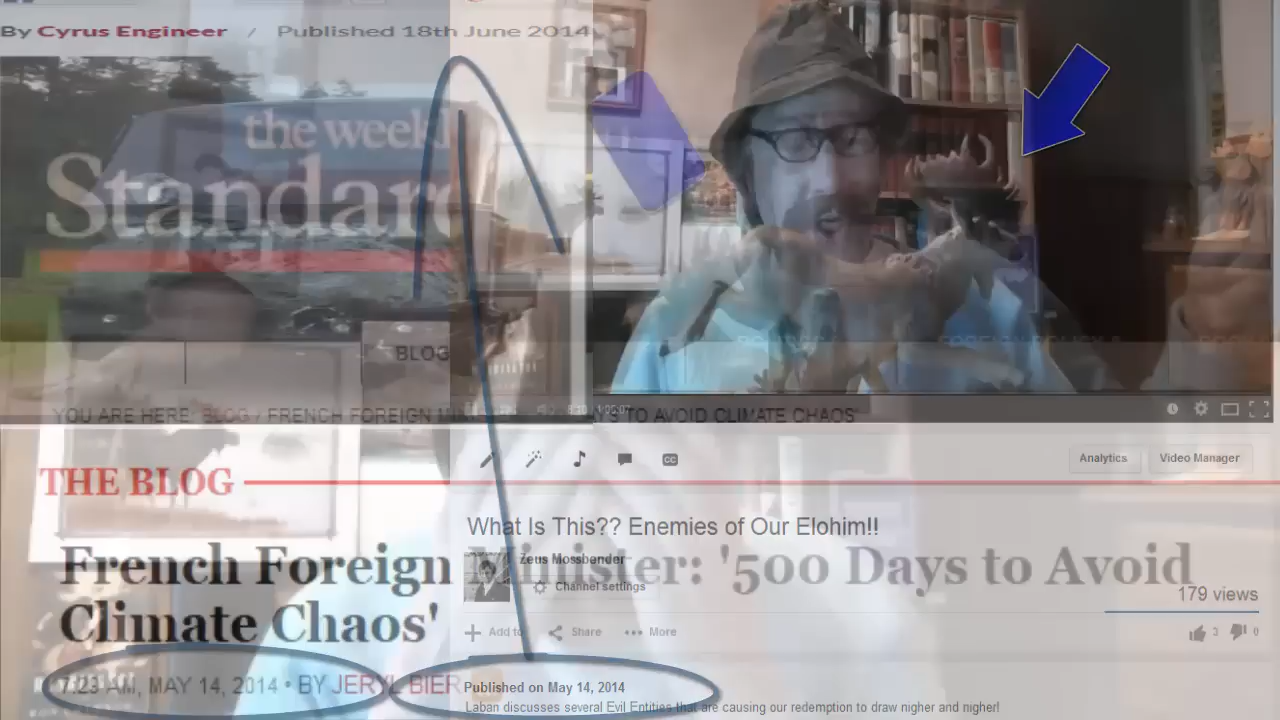 By Cyrus Engineer / Published 18th June 2014
the weekly
Standard
BLOG
YOU ARE HERE: BLOG / FRENCH FOREIGN 'S TO AVOID CLIMATE CHAOS'
Analytics
Video Manager
THE BLOG
What Is This?? Enemies of Our Elohim!!
Zeus Mossbender
French Foreign Minister: '500 Days to Avoid
Channel settings
179 views
Climate Chaos'
Add to
Share
More
3
0
7:23 AM, MAY 14, 2014 • BY JERYL BIER
Published on May 14, 2014
Laban discusses several Evil Entities that are causing our redemption to draw nigher and nigher!